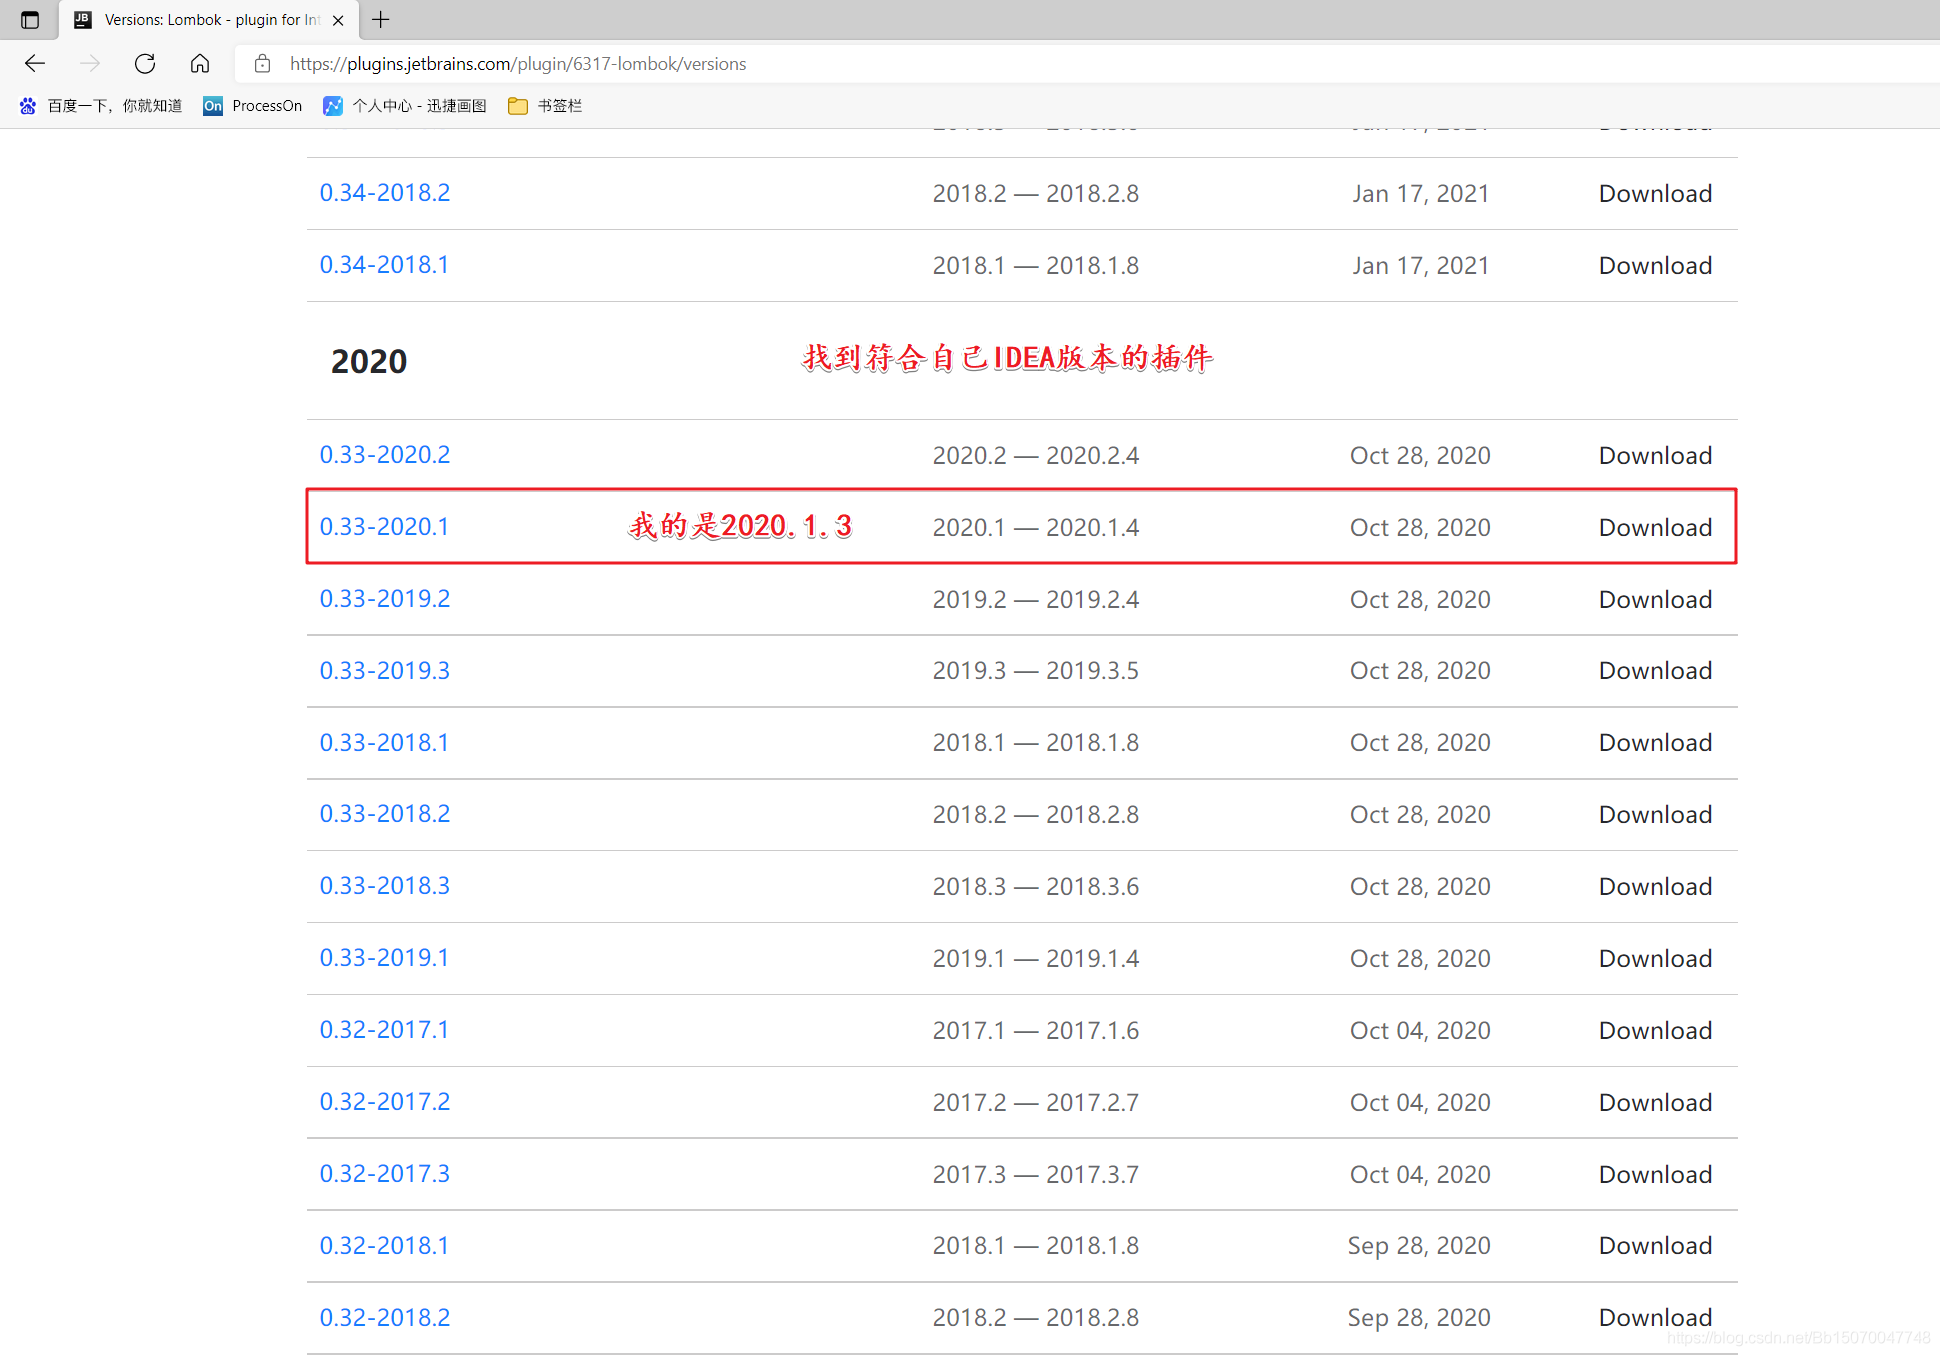 Versions: Lombok - plugin for Int
https://plugins.jetbrains.com/plugin/6317-lombok/versions
百度一下，你就知道 ProcessOn 个人中心 - 迅捷画图 书签栏
0.34-2018.2 2018.2 — 2018.2.8 Jan 17, 2021 Download
0.34-2018.1 2018.1 — 2018.1.8 Jan 17, 2021 Download
2020 找到符合自己IDEA版本的插件
0.33-2020.2 2020.2 — 2020.2.4 Oct 28, 2020 Download
0.33-2020.1 我的是2020.1.3 2020.1 — 2020.1.4 Oct 28, 2020 Download
0.33-2019.2 2019.2 — 2019.2.4 Oct 28, 2020 Download
0.33-2019.3 2019.3 — 2019.3.5 Oct 28, 2020 Download
0.33-2018.1 2018.1 — 2018.1.8 Oct 28, 2020 Download
0.33-2018.2 2018.2 — 2018.2.8 Oct 28, 2020 Download
0.33-2018.3 2018.3 — 2018.3.6 Oct 28, 2020 Download
0.33-2019.1 2019.1 — 2019.1.4 Oct 28, 2020 Download
0.32-2017.1 2017.1 — 2017.1.6 Oct 04, 2020 Download
0.32-2017.2 2017.2 — 2017.2.7 Oct 04, 2020 Download
0.32-2017.3 2017.3 — 2017.3.7 Oct 04, 2020 Download
0.32-2018.1 2018.1 — 2018.1.8 Sep 28, 2020 Download
0.32-2018.2 2018.2 — 2018.2.8 Sep 28, 2020 Download
https://blog.csdn.net/Bb15070047748